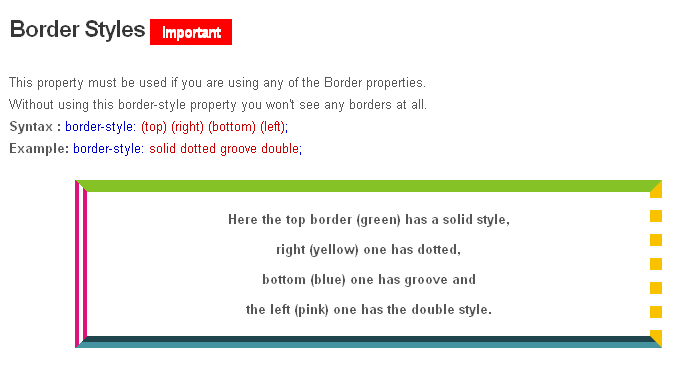 Border Styles Important
This property must be used if you are using any of the Border properties.
Without using this border-style property you won't see any borders at all.
Syntax : border-style: (top) (right) (bottom) (left);
Example: border-style: solid dotted groove double;
Here the top border (green) has a solid style,
right (yellow) one has dotted,
bottom (blue) one has groove and
the left (pink) one has the double style.